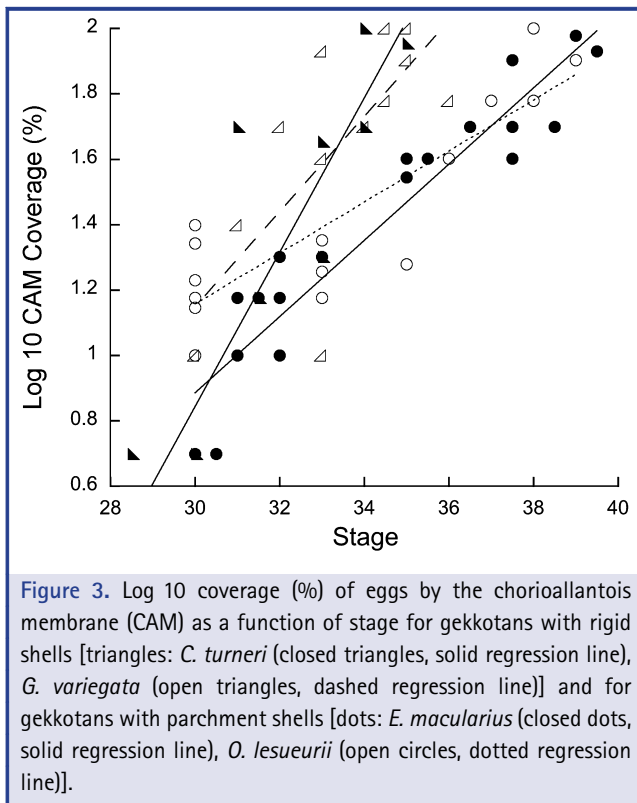 2
1.8
1.6
1.4
1.2
1
0.8
0.6
Log 10 CAM Coverage (%)
28 30 32 34 36 38 40
Stage
Figure 3. Log 10 coverage (%) of eggs by the chorioallantois
membrane (CAM) as a function of stage for gekkotans with rigid
shells [triangles: C. turneri (closed triangles, solid regression line),
G. variegata (open triangles, dashed regression line)] and for
gekkotans with parchment shells [dots: E. macularius (closed dots,
solid regression line), O. lesueurii (open circles, dotted regression
line)].